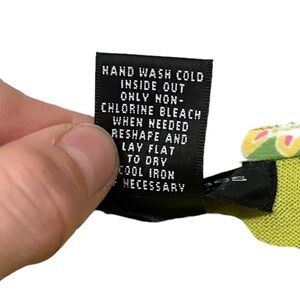 HAND WASH COLD
INSIDE OUT
ONLY NON-
CHLORINE BLEACH
WHEN NEEDED
RESHAPE AND
LAY FLAT
TO DRY
COOL IRON
IF NECESSARY